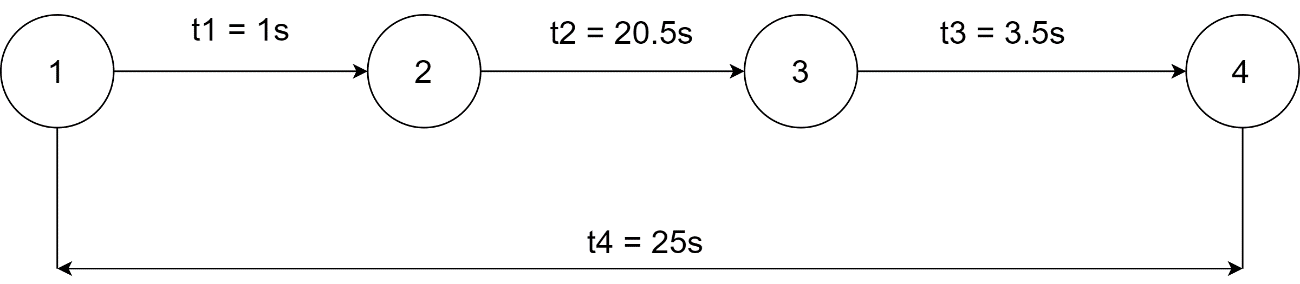 t1 = 1s
t2 = 20.5s
t3 = 3.5s
1
2
3
4
t4 = 25s